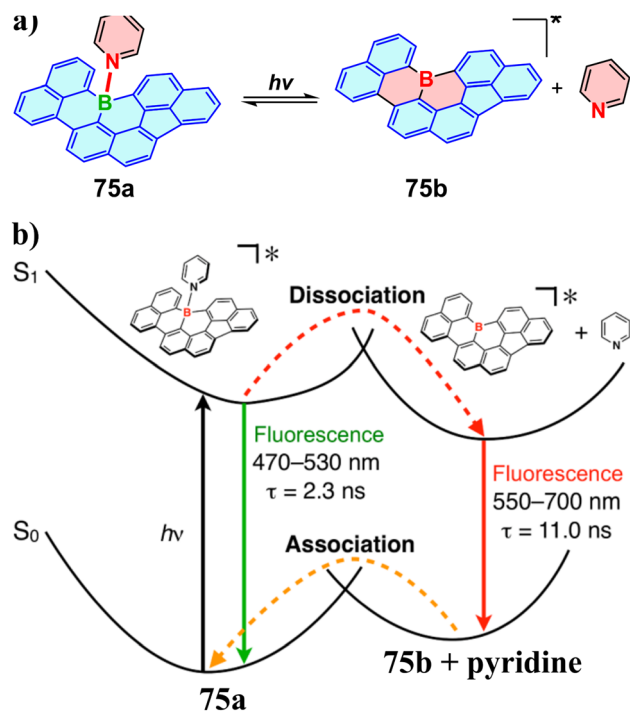 a)
N
B
hν
B
*
+
N
75a
75b
b)
S1
*
N
B
Dissociation
*
B
+
N
Fluorescence
470–530 nm
τ = 2.3 ns
Fluorescence
550–700 nm
τ = 11.0 ns
hν
S0
Association
75b + pyridine
75a